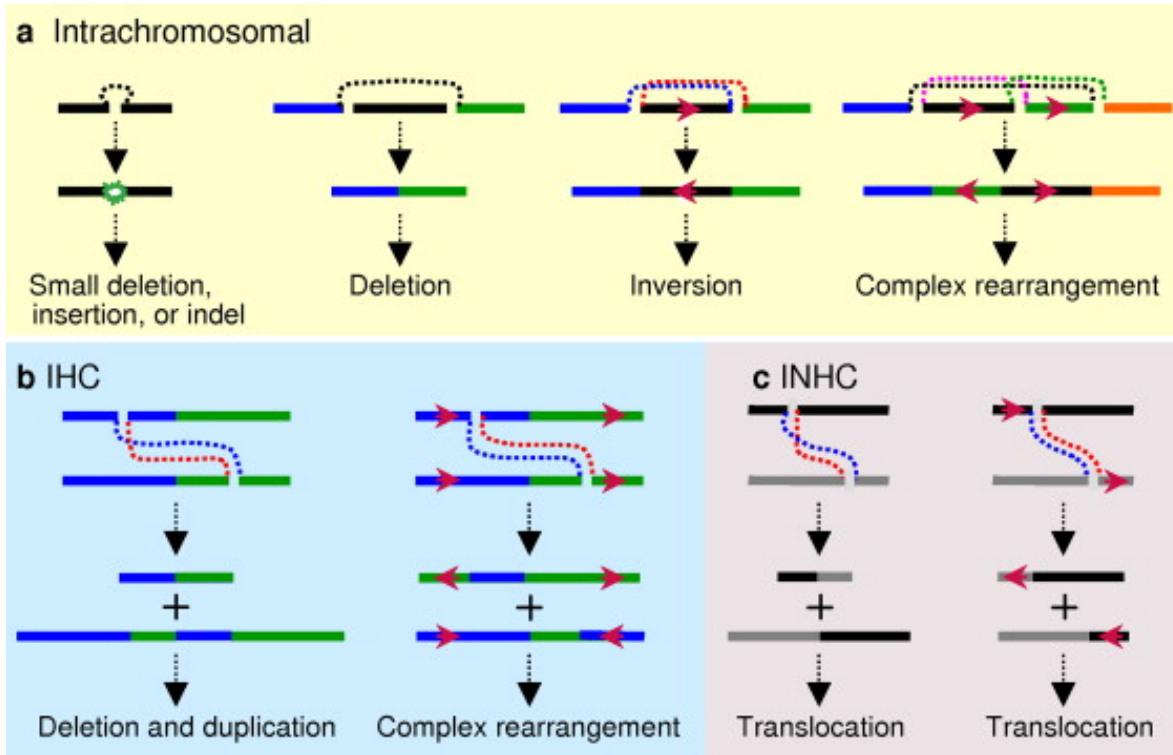 a Intrachromosomal
Small deletion,
insertion, or indel
Deletion
Inversion
Complex rearrangement
b IHC
+
Deletion and duplication
+
Complex rearrangement
c INHC
+
Translocation
+
Translocation